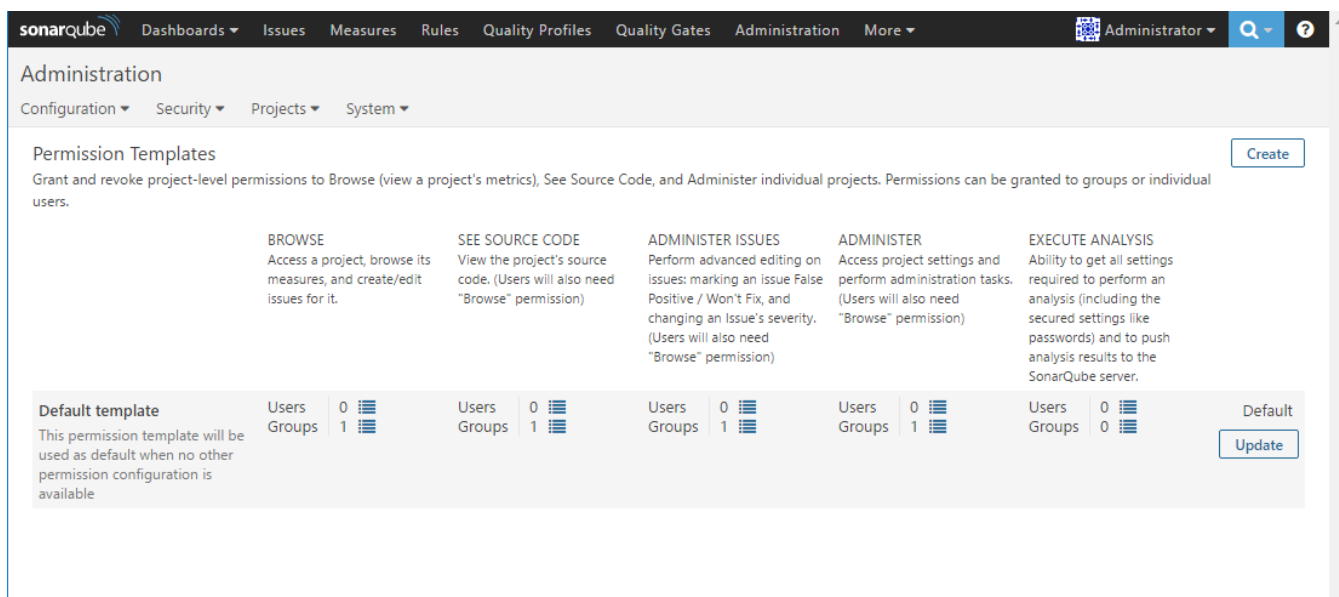 sonarqube Dashboards Issues Measures Rules Quality Profiles Quality Gates Administration More Administrator ?
Administration
Configuration Security Projects System
Permission Templates
Create
Grant and revoke project-level permissions to Browse (view a project's metrics), See Source Code, and Administer individual projects. Permissions can be granted to groups or individual
users.
BROWSE
Access a project, browse its
measures, and create/edit
issues for it.
SEE SOURCE CODE
View the project's source
code. (Users will also need
"Browse" permission)
ADMINISTER ISSUES
Perform advanced editing on
issues: marking an issue False
Positive / Won't Fix, and
changing an Issue's severity.
(Users will also need
"Browse" permission)
ADMINISTER
Access project settings and
perform administration tasks.
(Users will also need
"Browse" permission)
EXECUTE ANALYSIS
Ability to get all settings
required to perform an
analysis (including the
secured settings like
passwords) and to push
analysis results to the
SonarQube server.
Default template
This permission template will be
used as default when no other
permission configuration is
available
Users 0
Groups 1
Users 0
Groups 1
Users 0
Groups 1
Users 0
Groups 1
Users 0
Groups 0
Default
Update